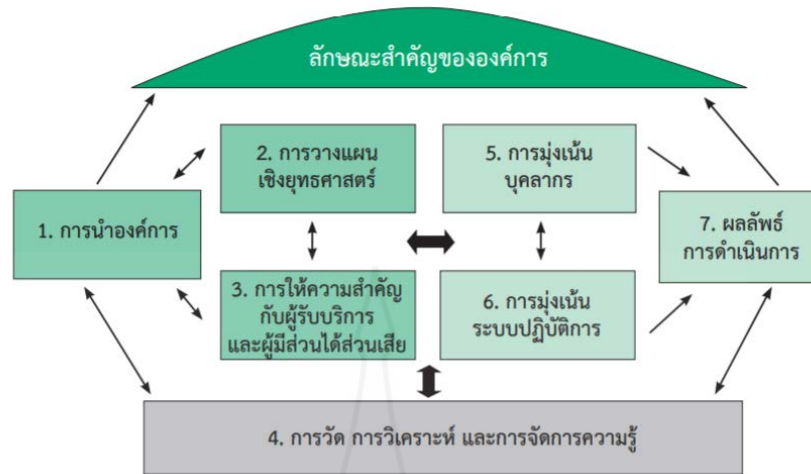 ลักษณะสำคัญขององค์การ
1. การนำองค์การ
2. การวางแผน
เชิงยุทธศาสตร์
3. การให้ความสำคัญ
กับผู้รับบริการ
และผู้มีส่วนได้ส่วนเสีย
5. การมุ่งเน้น
บุคลากร
6. การมุ่งเน้น
ระบบปฏิบัติการ
7. ผลลัพธ์
การดำเนินการ
4. การวัด การวิเคราะห์ และการจัดการความรู้